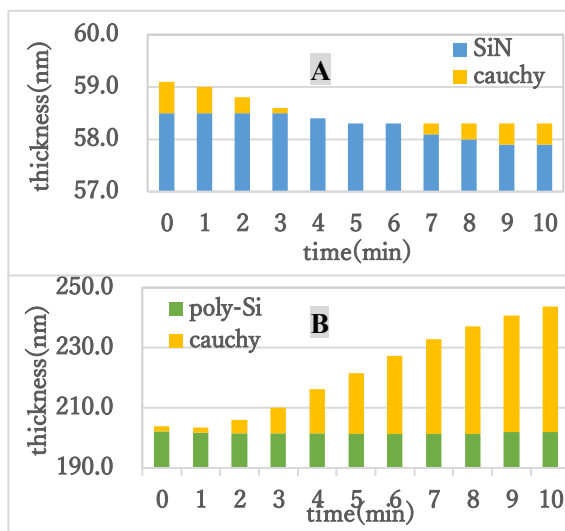 60.0
SiN
A
cauchy
59.0
58.0
57.0
thickness(nm)
0 1 2 3 4 5 6 7 8 9 10
time(min)
250.0
poly-Si
B
cauchy
230.0
210.0
190.0
thickness(nm)
0 1 2 3 4 5 6 7 8 9 10
time(min)